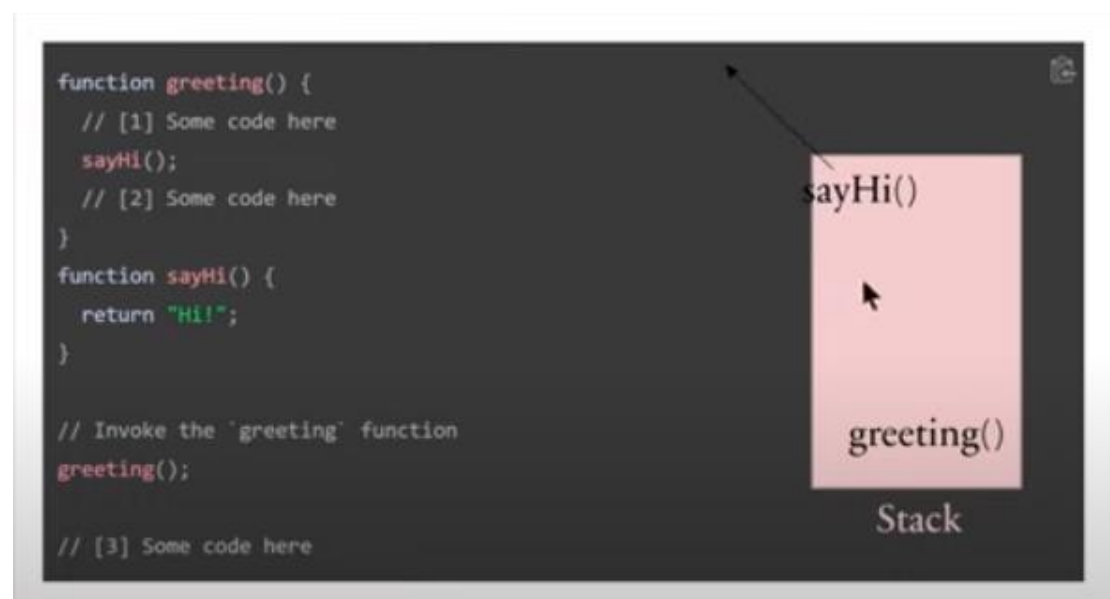 function greeting() {
// [1] Some code here
sayHi();
// [2] Some code here
}
function sayHi() {
return "Hi!";
}
// Invoke the `greeting` function
greeting();
// [3] Some code here
sayHi()
greeting()
Stack